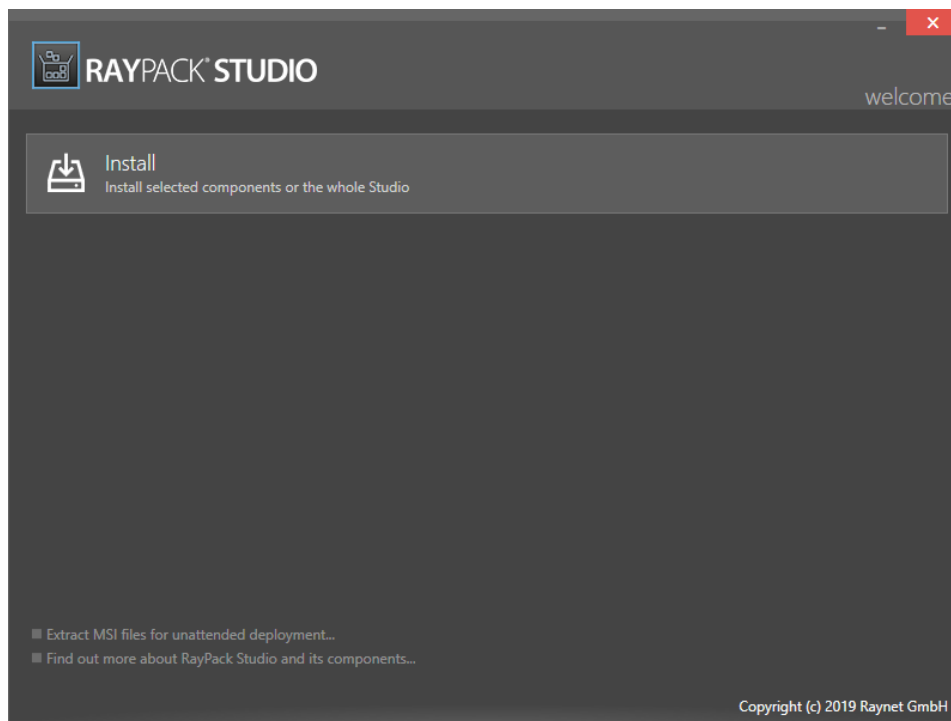 RAYPACK® STUDIO
welcome
Install
Install selected components or the whole Studio
Extract MSI files for unattended deployment...
Find out more about RayPack Studio and its components...
Copyright (c) 2019 Raynet GmbH